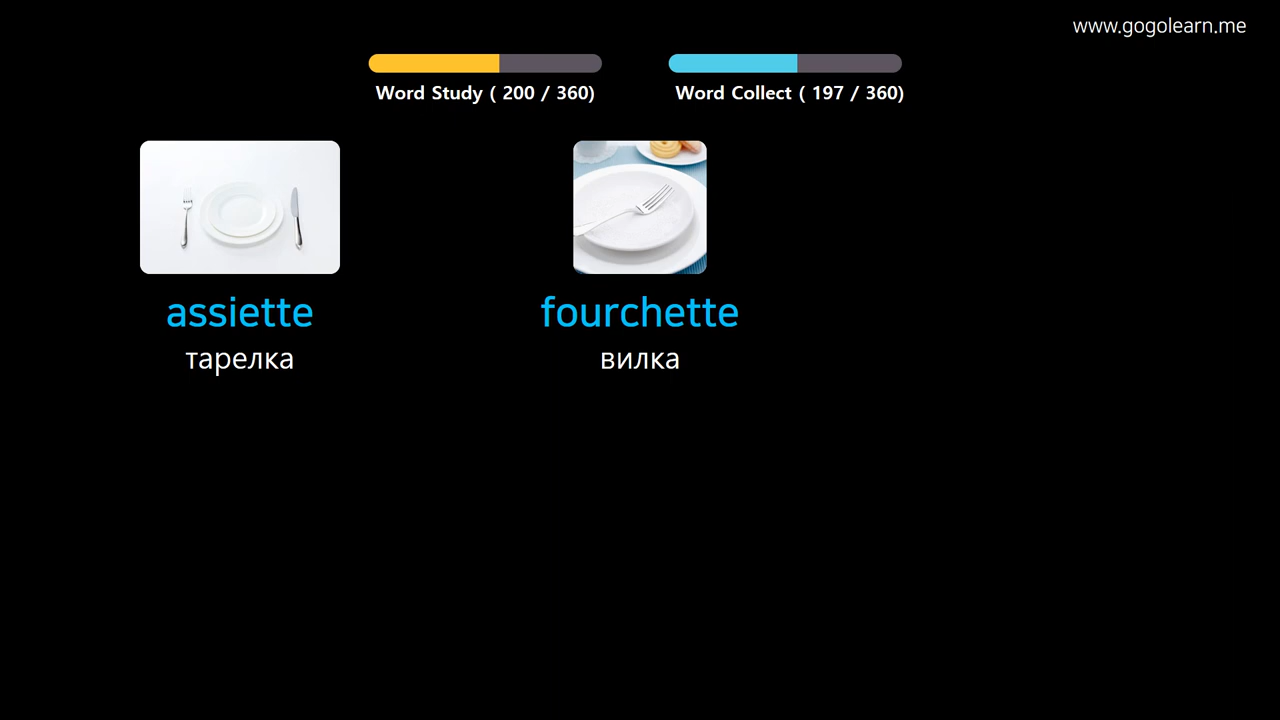 www.gogolearn.me
Word Study ( 200 / 360)
Word Collect ( 197 / 360)
assiette
тарелка
fourchette
вилка